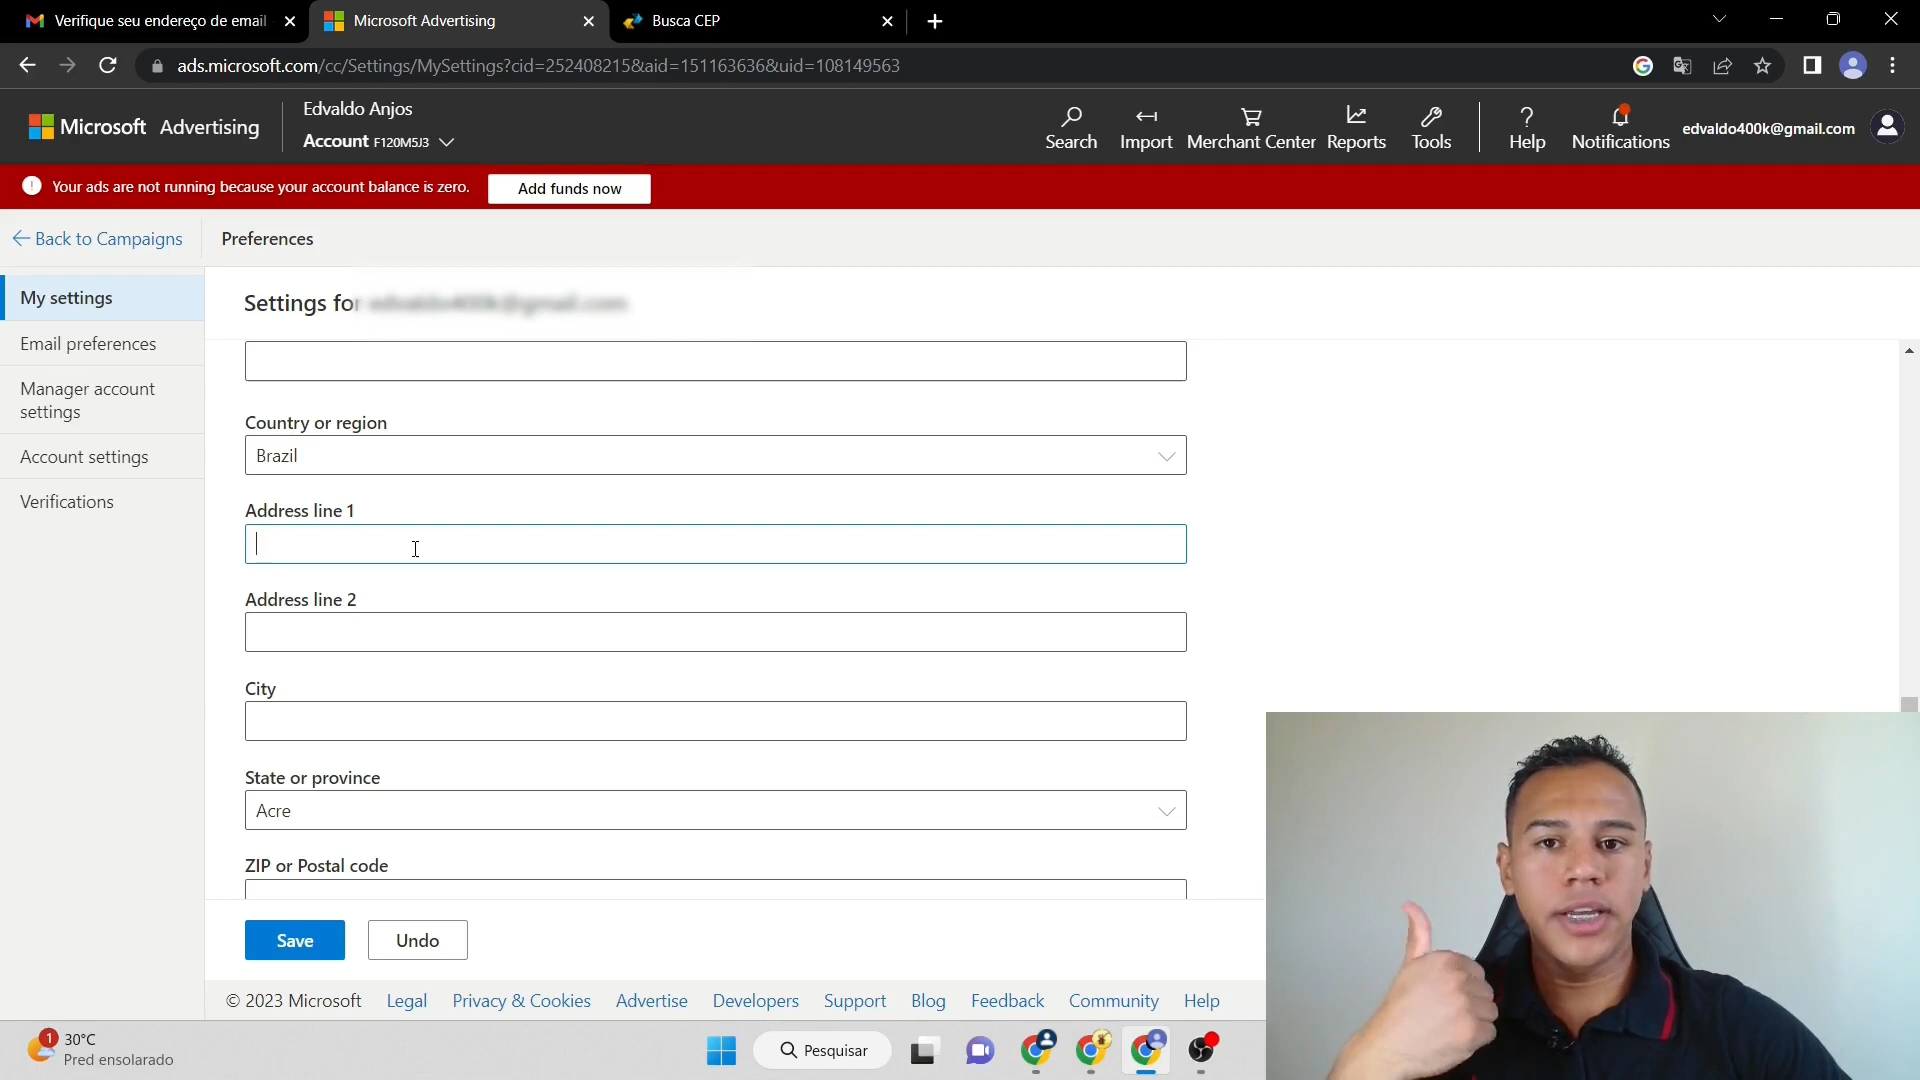 Verifique seu endereço de email
Microsoft Advertising
Busca CEP
ads.microsoft.com/cc/Settings/MySettings?cid=252408215&aid=151163636&uid=108149563
Microsoft Advertising
Edvaldo Anjos
Account F120M5J3
Search
Import
Merchant Center
Reports
Tools
Help
Notifications
edvaldo400k@gmail.com
Your ads are not running because your account balance is zero.
Add funds now
Back to Campaigns
Preferences
My settings
Email preferences
Manager account
settings
Account settings
Verifications
Settings for
Country or region
Brazil
Address line 1
Address line 2
City
State or province
Acre
ZIP or Postal code
Save
Undo
© 2023 Microsoft
Legal
Privacy & Cookies
Advertise
Developers
Support
Blog
Feedback
Community
Help
1
30°C
Pred ensolarado
Pesquisar